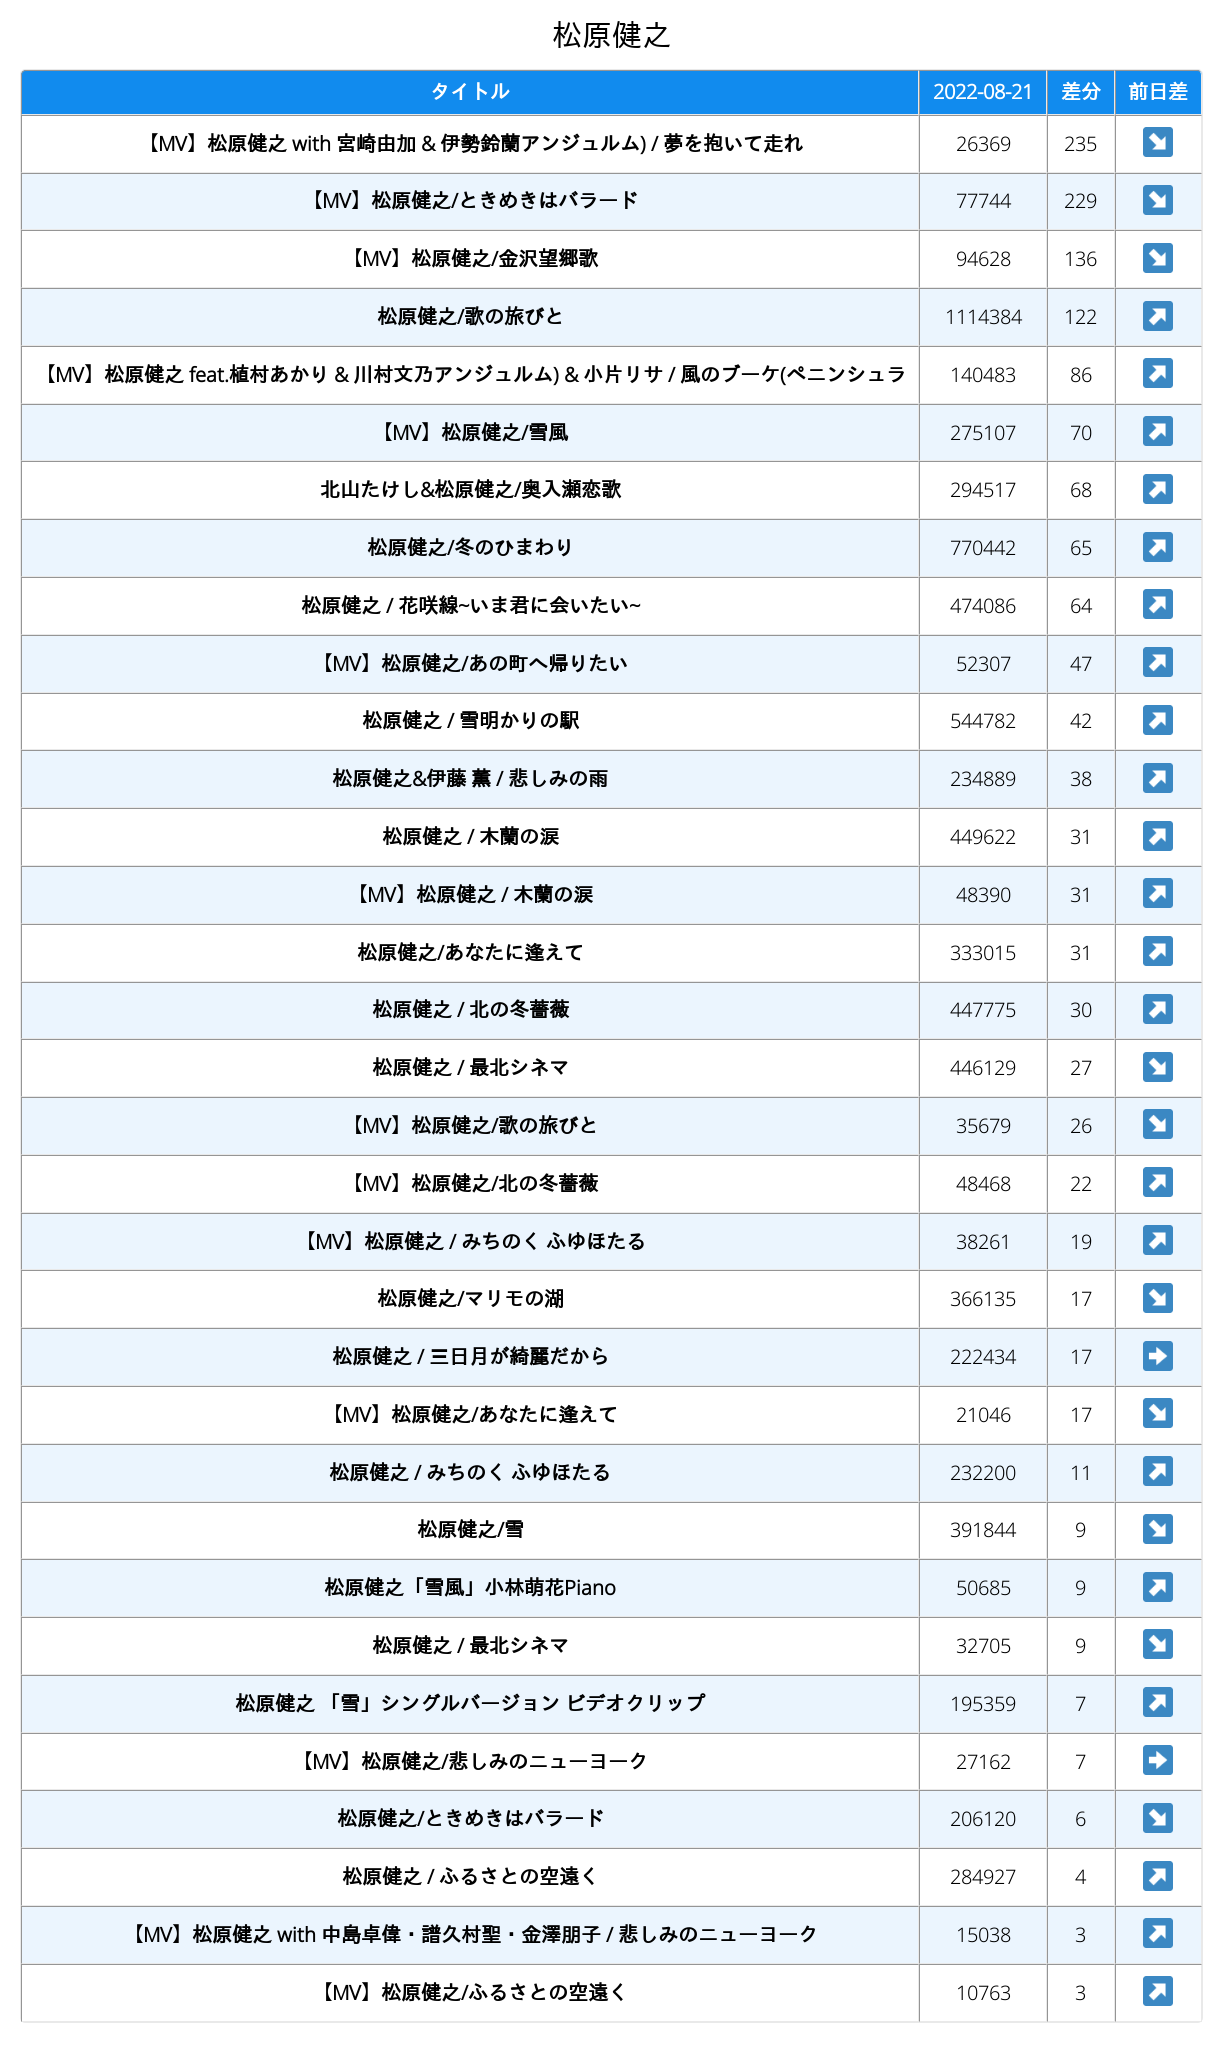 松原健之
タイトル 2022-08-21 差分 前日差
【MV】松原健之 with 宮崎由加 & 伊勢鈴蘭アンジュルム) / 夢を抱いて走れ 26369 235
【MV】松原健之/ときめきはバラード 77744 229
【MV】松原健之/金沢望郷歌 94628 136
松原健之/歌の旅びと 1114384 122
【MV】松原健之 feat.植村あかり & 川村文乃アンジュルム) & 小片リサ / 風のブーケ(ペニンシュラ 140483 86
【MV】松原健之/雪風 275107 70
北山たけし&松原健之/奥入瀬恋歌 294517 68
松原健之/冬のひまわり 770442 65
松原健之 / 花咲線~いま君に会いたい~ 474086 64
【MV】松原健之/あの町へ帰りたい 52307 47
松原健之 / 雪明かりの駅 544782 42
松原健之&伊藤 薫 / 悲しみの雨 234889 38
松原健之 / 木蘭の涙 449622 31
【MV】松原健之 / 木蘭の涙 48390 31
松原健之/あなたに逢えて 333015 31
松原健之 / 北の冬薔薇 447775 30
松原健之 / 最北シネマ 446129 27
【MV】松原健之/歌の旅びと 35679 26
【MV】松原健之/北の冬薔薇 48468 22
【MV】松原健之 / みちのく ふゆほたる 38261 19
松原健之/マリモの湖 366135 17
松原健之 / 三日月が綺麗だから 222434 17
【MV】松原健之/あなたに逢えて 21046 17
松原健之 / みちのく ふゆほたる 232200 11
松原健之/雪 391844 9
松原健之「雪風」小林萌花Piano 50685 9
松原健之 / 最北シネマ 32705 9
松原健之 「雪」シングルバージョン ビデオクリップ 195359 7
【MV】松原健之/悲しみのニューヨーク 27162 7
松原健之/ときめきはバラード 206120 6
松原健之 / ふるさとの空遠く 284927 4
【MV】松原健之 with 中島卓偉・譜久村聖・金澤朋子 / 悲しみのニューヨーク 15038 3
【MV】松原健之/ふるさとの空遠く 10763 3